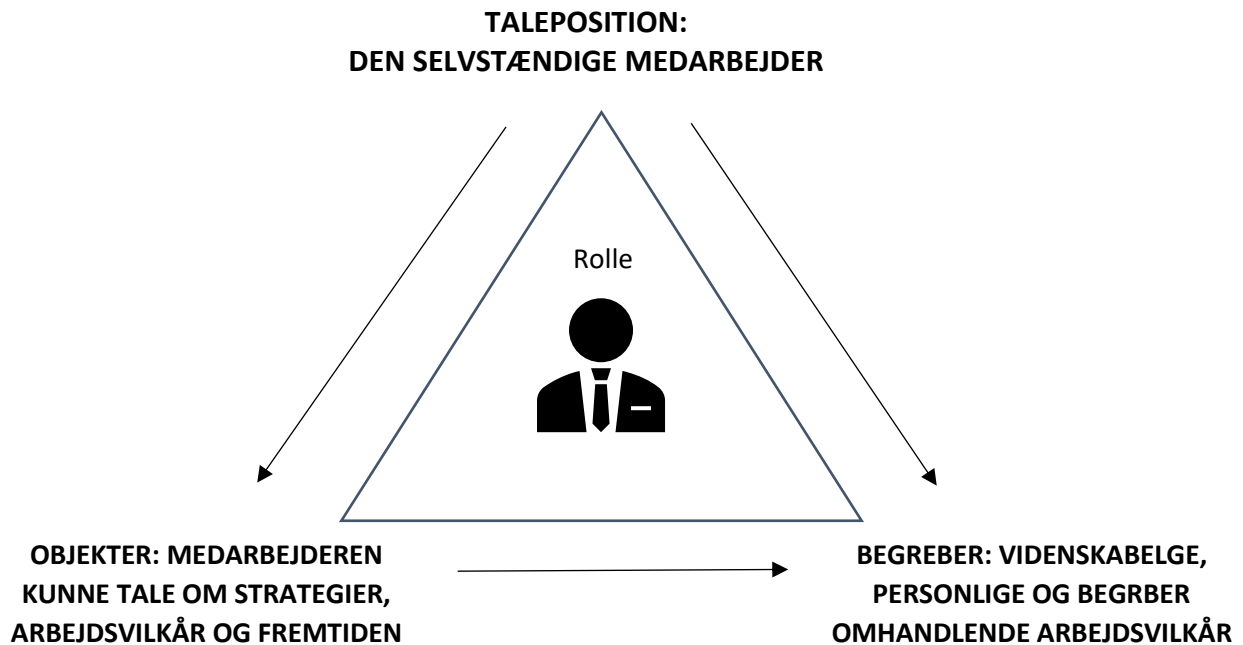 TALEPOSITION:
DEN SELVSTÆNDIGE MEDARBEJDER
Rolle
OBJEKTER: MEDARBEJDEREN
KUNNE TALE OM STRATEGIER,
ARBEJDSVILKÅR OG FREMTIDEN
BEGREBER: VIDENSKABELGE,
PERSONLIGE OG BEGRBER
OMHANDLENDE ARBEJDSVILKÅR